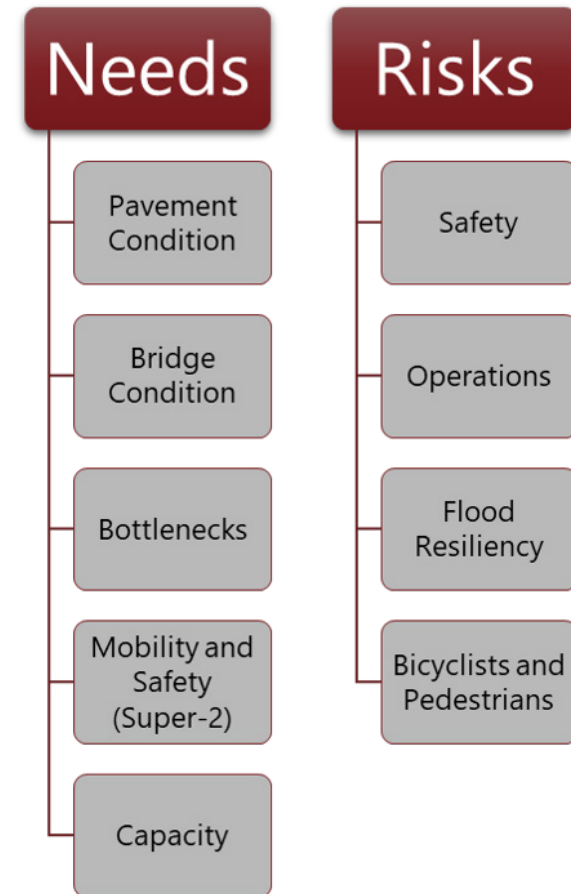 Needs
Pavement
Condition
Bridge
Condition
Bottlenecks
Mobility and
Safety
(Super-2)
Capacity
Risks
Safety
Operations
Flood
Resiliency
Bicyclists and
Pedestrians